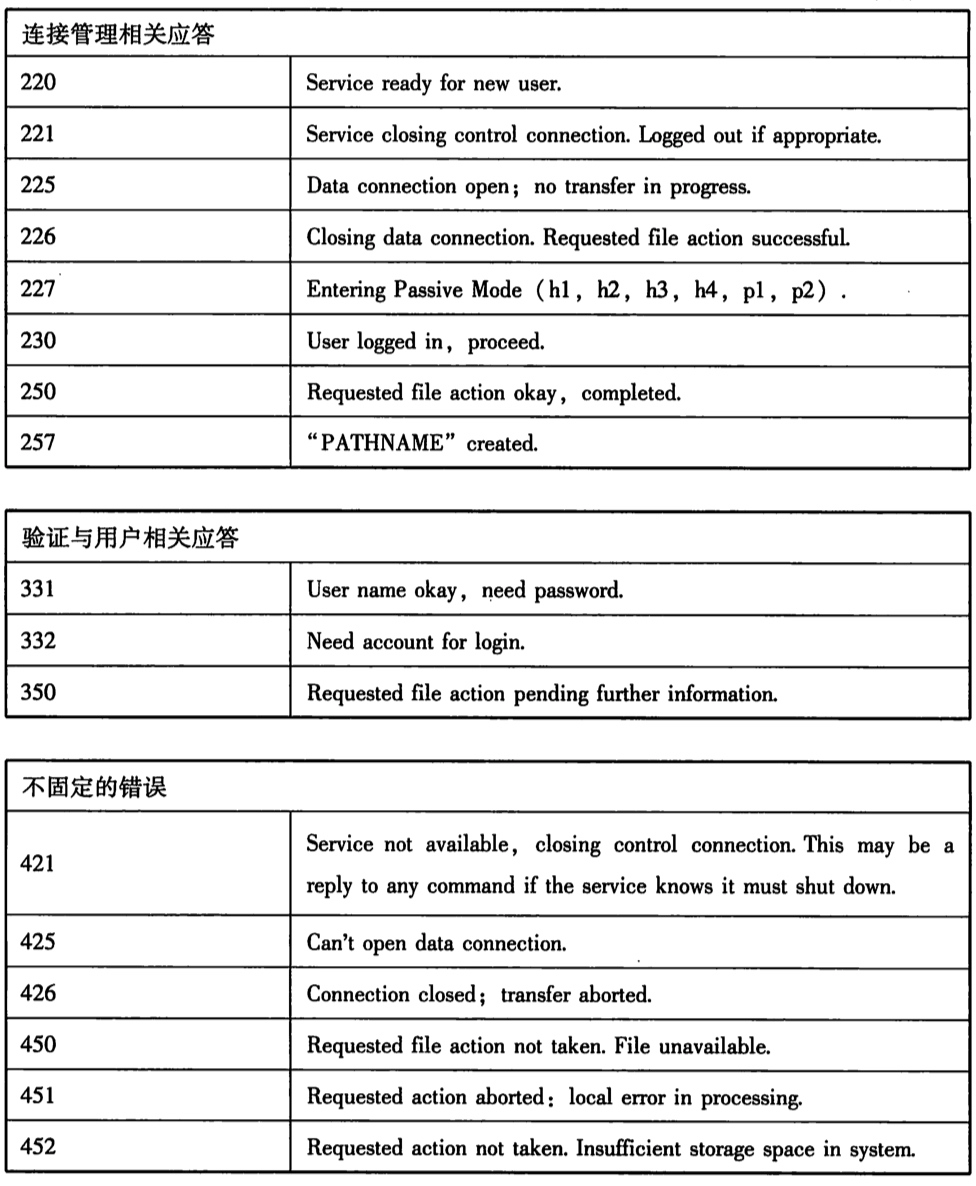 连接管理相关应答
220 Service ready for new user.
221 Service closing control connection. Logged out if appropriate.
225 Data connection open; no transfer in progress.
226 Closing data connection. Requested file action successful.
227 Entering Passive Mode (h1, h2, h3, h4, p1, p2).
230 User logged in, proceed.
250 Requested file action okay, completed.
257 “PATHNAME” created.
验证与用户相关应答
331 User name okay, need password.
332 Need account for login.
350 Requested file action pending further information.
不固定的错误
421 Service not available, closing control connection. This may be a
reply to any command if the service knows it must shut down.
425 Can't open data connection.
426 Connection closed; transfer aborted.
450 Requested file action not taken. File unavailable.
451 Requested action aborted: local error in processing.
452 Requested action not taken. Insufficient storage space in system.